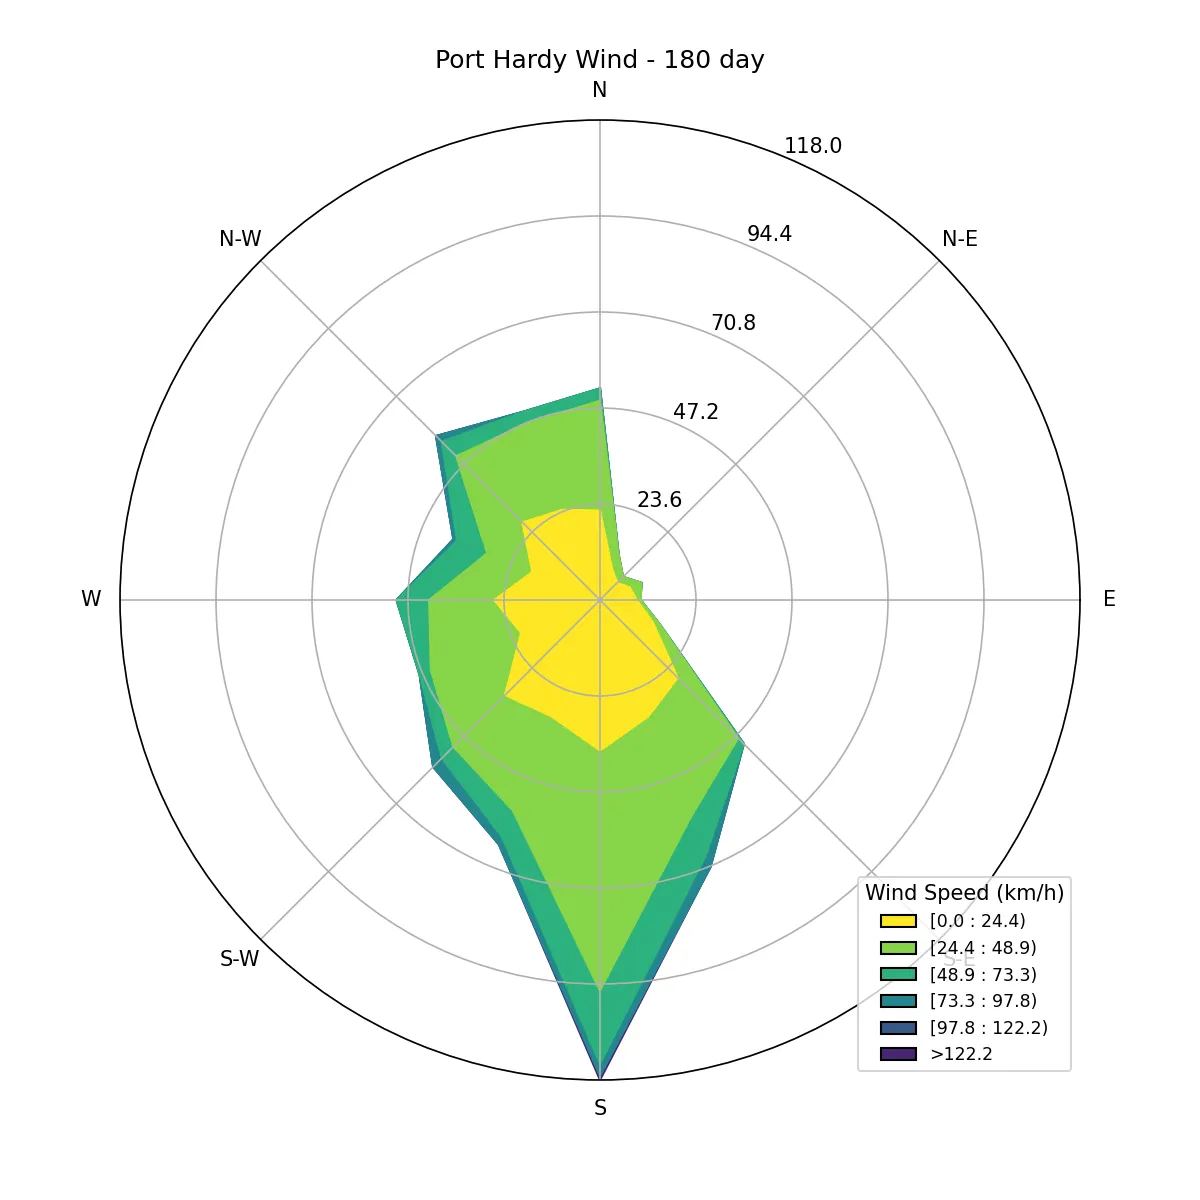 Port Hardy Wind - 180 day
N
118.0
94.4
N-W
N-E
70.8
47.2
23.6
W
E
S-W
S-E
S
Wind Speed (km/h)
[0.0 : 24.4)
[24.4 : 48.9)
[48.9 : 73.3)
[73.3 : 97.8)
[97.8 : 122.2)
>122.2